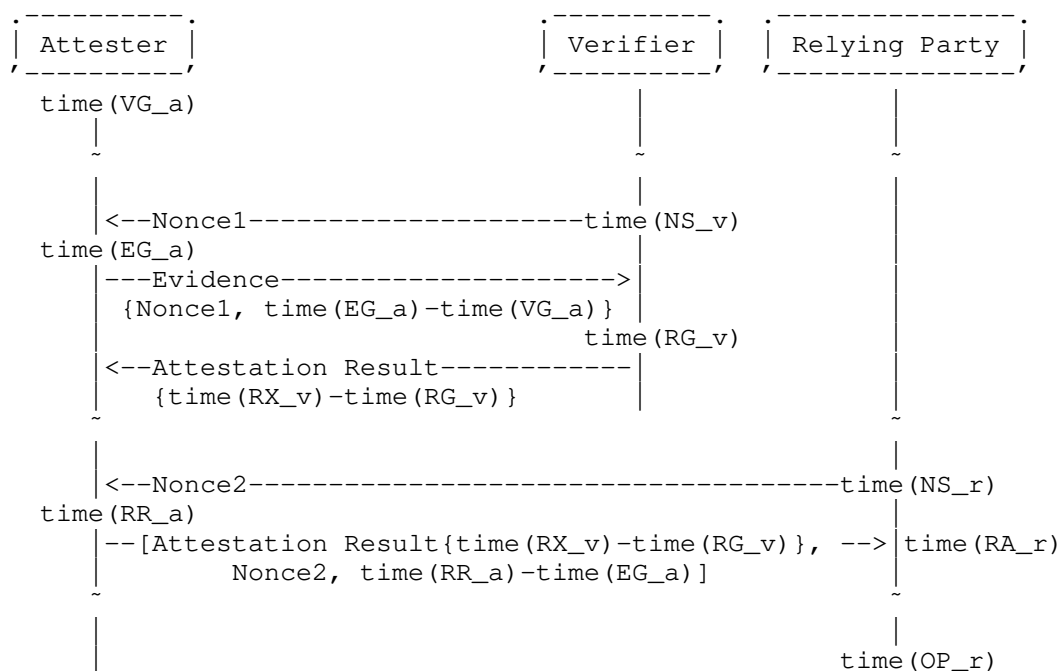 Attester Verifier Relying Party
time(VG_a)
<--Nonce1---------------------time(NS_v)
time(EG_a)
---Evidence--------------------->
{Nonce1, time(EG_a)-time(VG_a)}
time(RG_v)
<--Attestation Result------------
{time(RX_v)-time(RG_v)}
<--Nonce2-------------------------------------time(NS_r)
time(RR_a)
--[Attestation Result{time(RX_v)-time(RG_v)}, -->time(RA_r)
Nonce2, time(RR_a)-time(EG_a)]
time(OP_r)